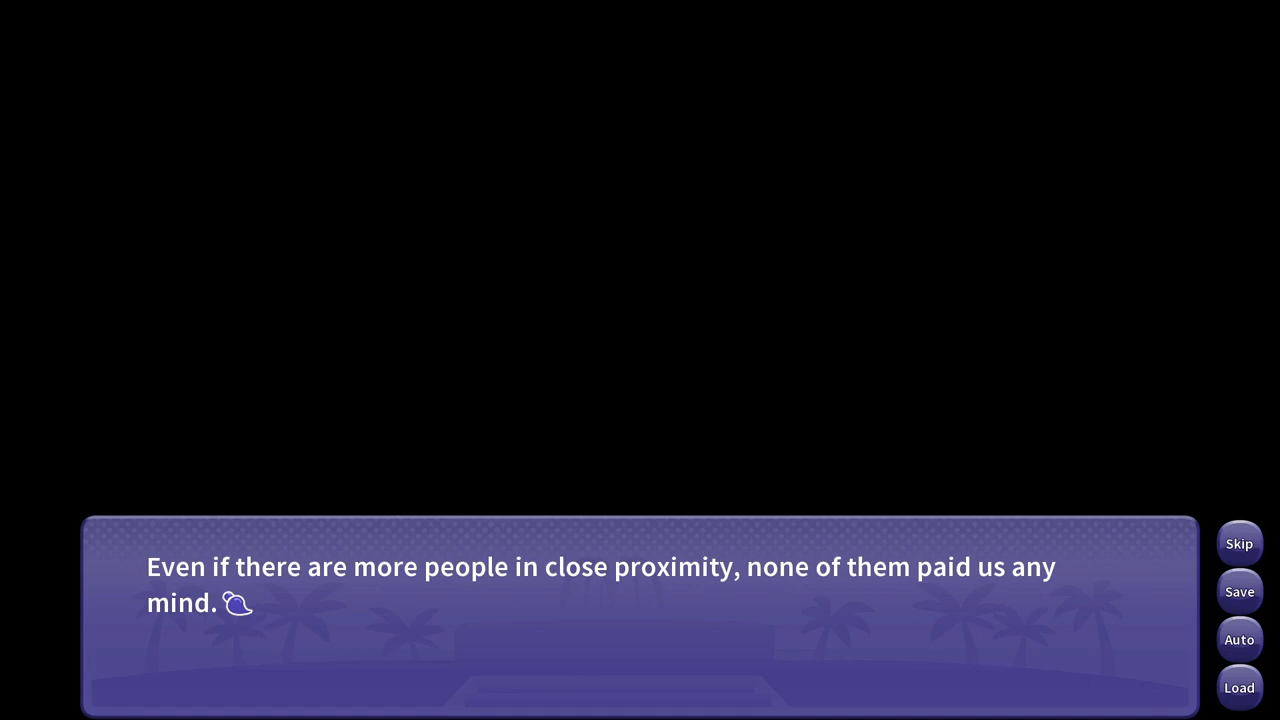 Even if there are more people in close proximity, none of them paid us any
mind.
Skip
Save
Auto
Load